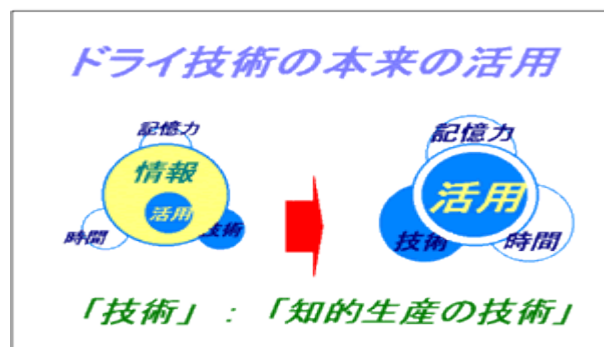 ドライ技術の本来の活用
記憶力
情報
活用
時間
技術
記憶力
活用
技術
時間
「技術」：「知的生産の技術」